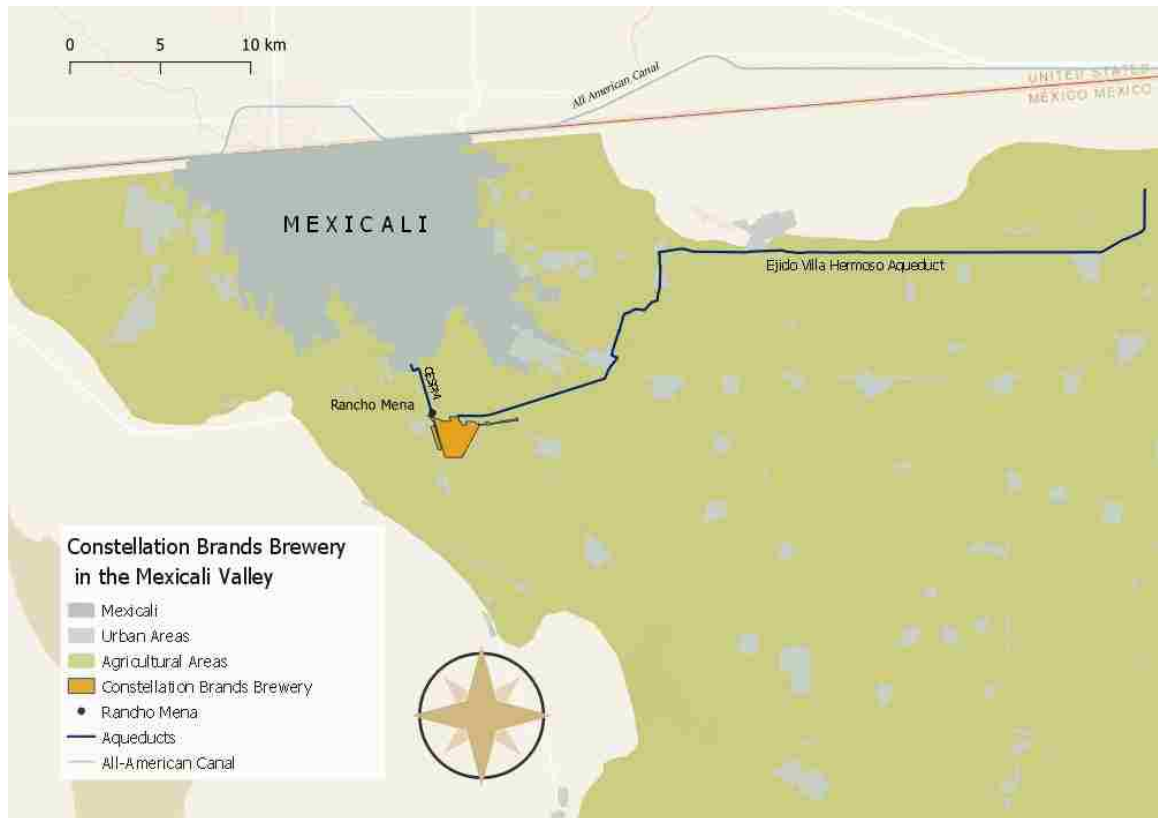 0 5 10 km
All American Canal
UNITED STATES
MÉXICO MEXICO
MEXICALI
Ejido Villa Hermoso Aqueduct
CESPM
Rancho Mena
Constellation Brands Brewery
in the Mexicali Valley
Mexicali
Urban Areas
Agricultural Areas
Constellation Brands Brewery
Rancho Mena
Aqueducts
All-American Canal